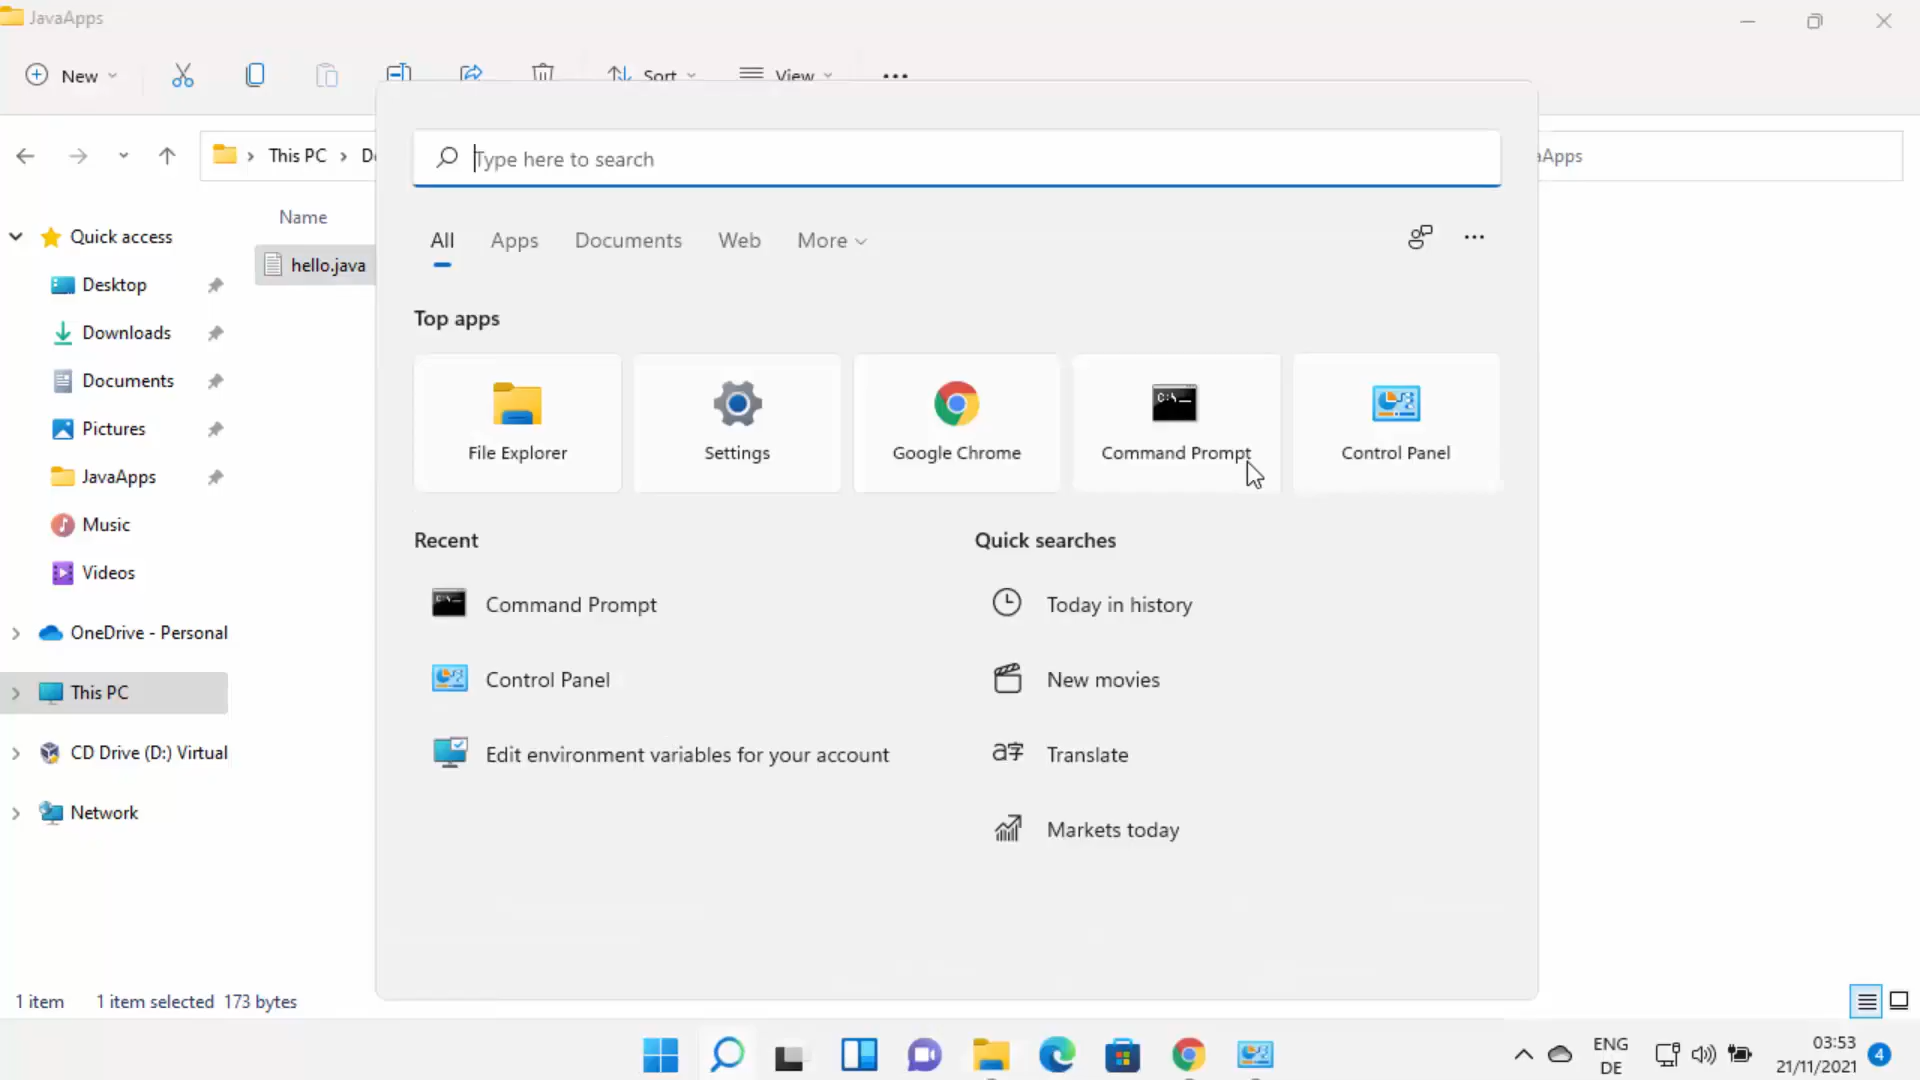 JavaApps
New
Sort
View
This PC
Apps
Type here to search
Name
Quick access
hello.java
Desktop
Downloads
Documents
Pictures
JavaApps
Music
Videos
OneDrive - Personal
This PC
CD Drive (D:) Virtual
Network
All Apps Documents Web More
Top apps
File Explorer
Settings
Google Chrome
C:\_
Command Prompt
Control Panel
Recent
Command Prompt
Control Panel
Edit environment variables for your account
Quick searches
Today in history
New movies
a字 Translate
Markets today
1 item 1 item selected 173 bytes
ENG
DE
03:53
21/11/2021
4